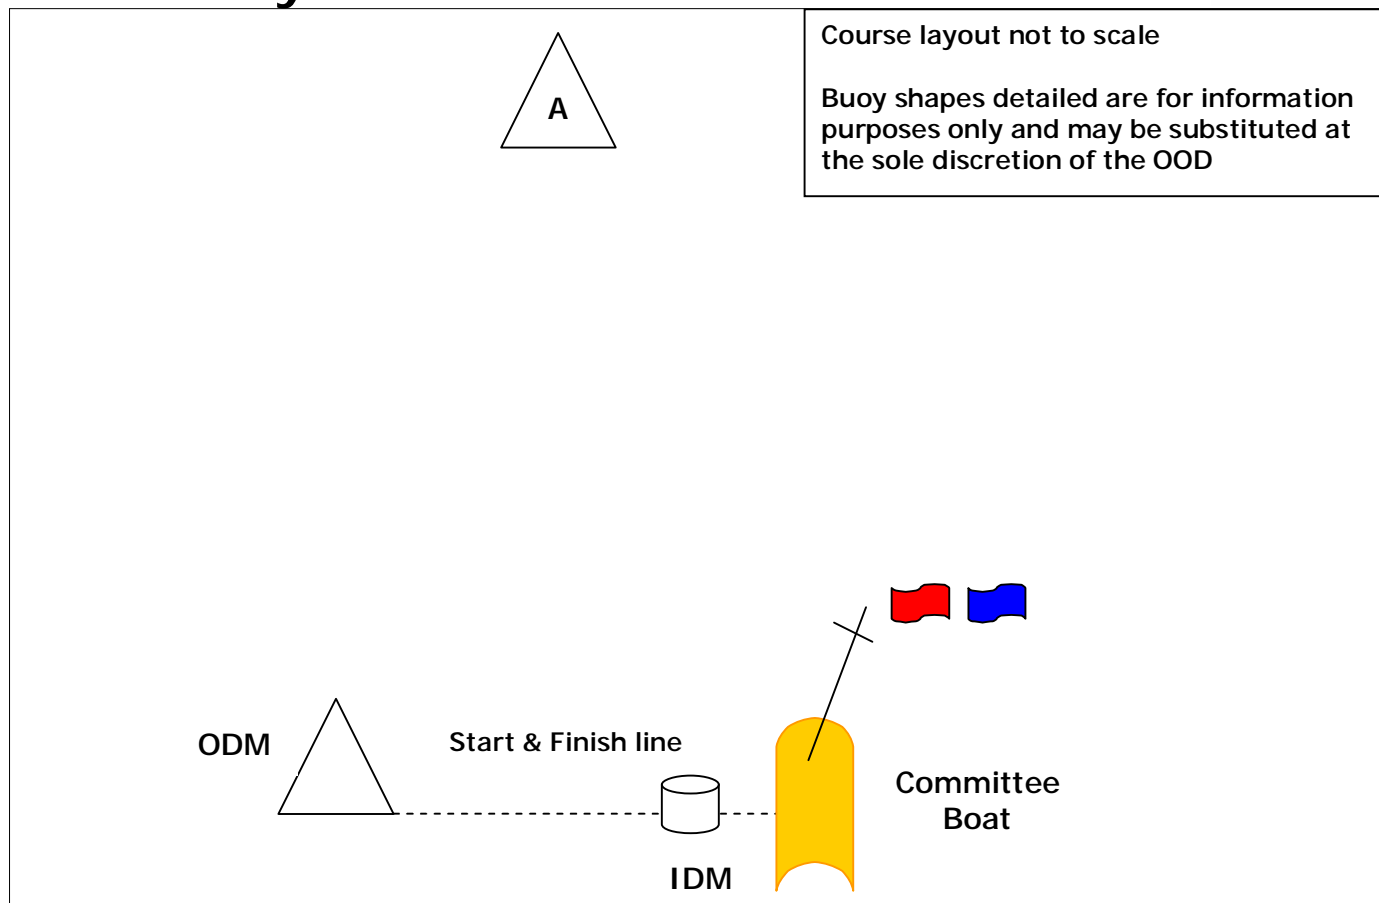 Course layout not to scale
Buoy shapes detailed are for information
purposes only and may be substituted at
the sole discretion of the OOD
A
ODM
Start & Finish line
Committee
Boat
IDM